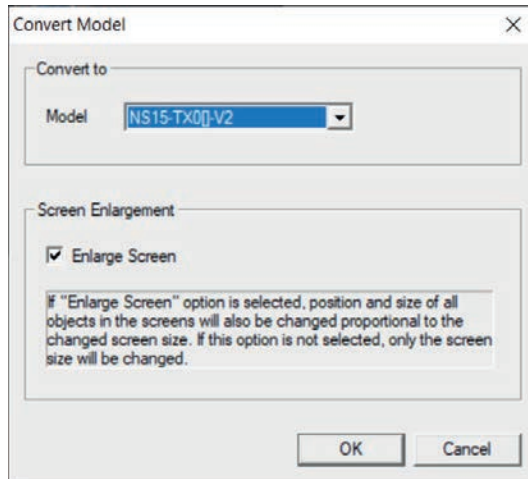 Convert Model
Convert to
Model
NS15-TX0[]-V2
Screen Enlargement
Enlarge Screen
If "Enlarge Screen" option is selected, position and size of all
objects in the screens will also be changed proportional to the
changed screen size. If this option is not selected, only the screen
size will be changed.
OK
Cancel